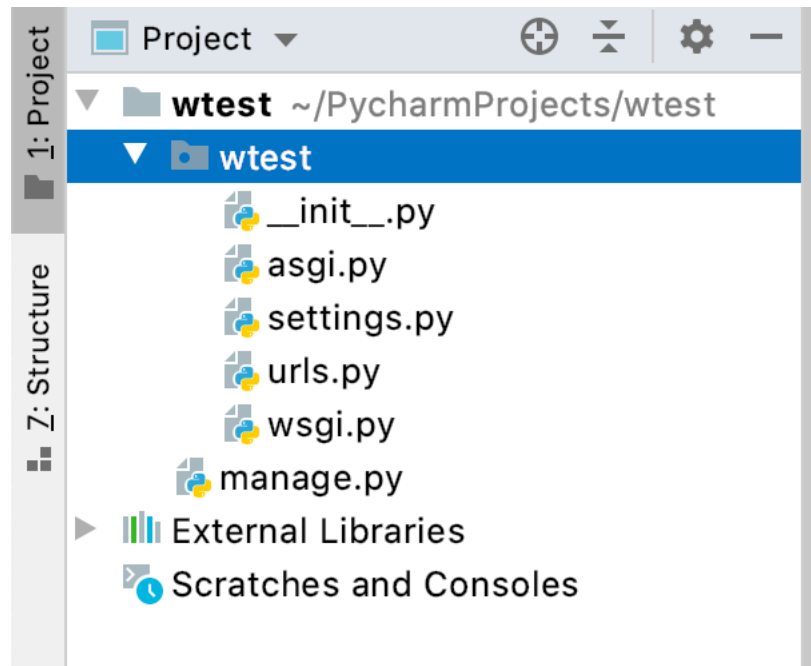 1: Project
Z: Structure
Project
wtest ~/PycharmProjects/wtest
wtest
__init__.py
asgi.py
settings.py
urls.py
wsgi.py
manage.py
External Libraries
Scratches and Consoles